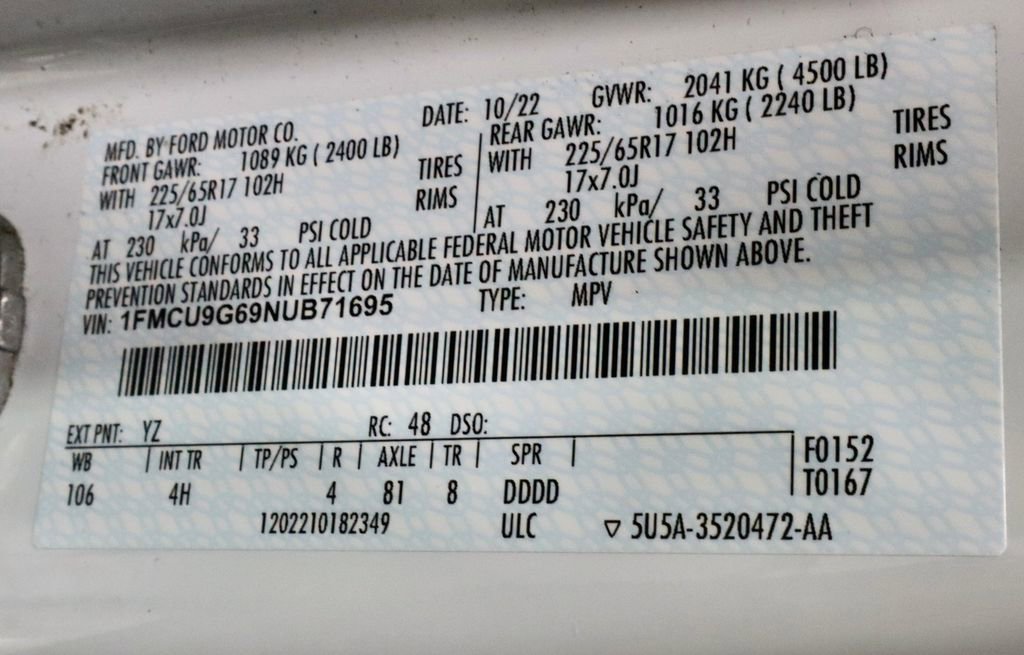 MFD. BY FORD MOTOR CO. DATE: 10/22 GVWR: 2041 KG ( 4500 LB)
FRONT GAWR: 1089 KG ( 2400 LB) REAR GAWR: 1016 KG ( 2240 LB)
WITH 225/65R17 102H TIRES WITH 225/65R17 102H TIRES
17x7.0J RIMS 17x7.0J RIMS
AT 230 kPa/ 33 PSI COLD AT 230 kPa/ 33 PSI COLD
THIS VEHICLE CONFORMS TO ALL APPLICABLE FEDERAL MOTOR VEHICLE SAFETY AND THEFT
PREVENTION STANDARDS IN EFFECT ON THE DATE OF MANUFACTURE SHOWN ABOVE.
VIN: 1FMCU9G69NUB71695 TYPE: MPV
EXT PNT: YZ RC: 48 DSO:
WB | INT TR | TP/PS | R | AXLE | TR | SPR | F0152
106 4H 4 81 8 DDDD T0167
1202210182349 ULC ▽ 5U5A-3520472-AA